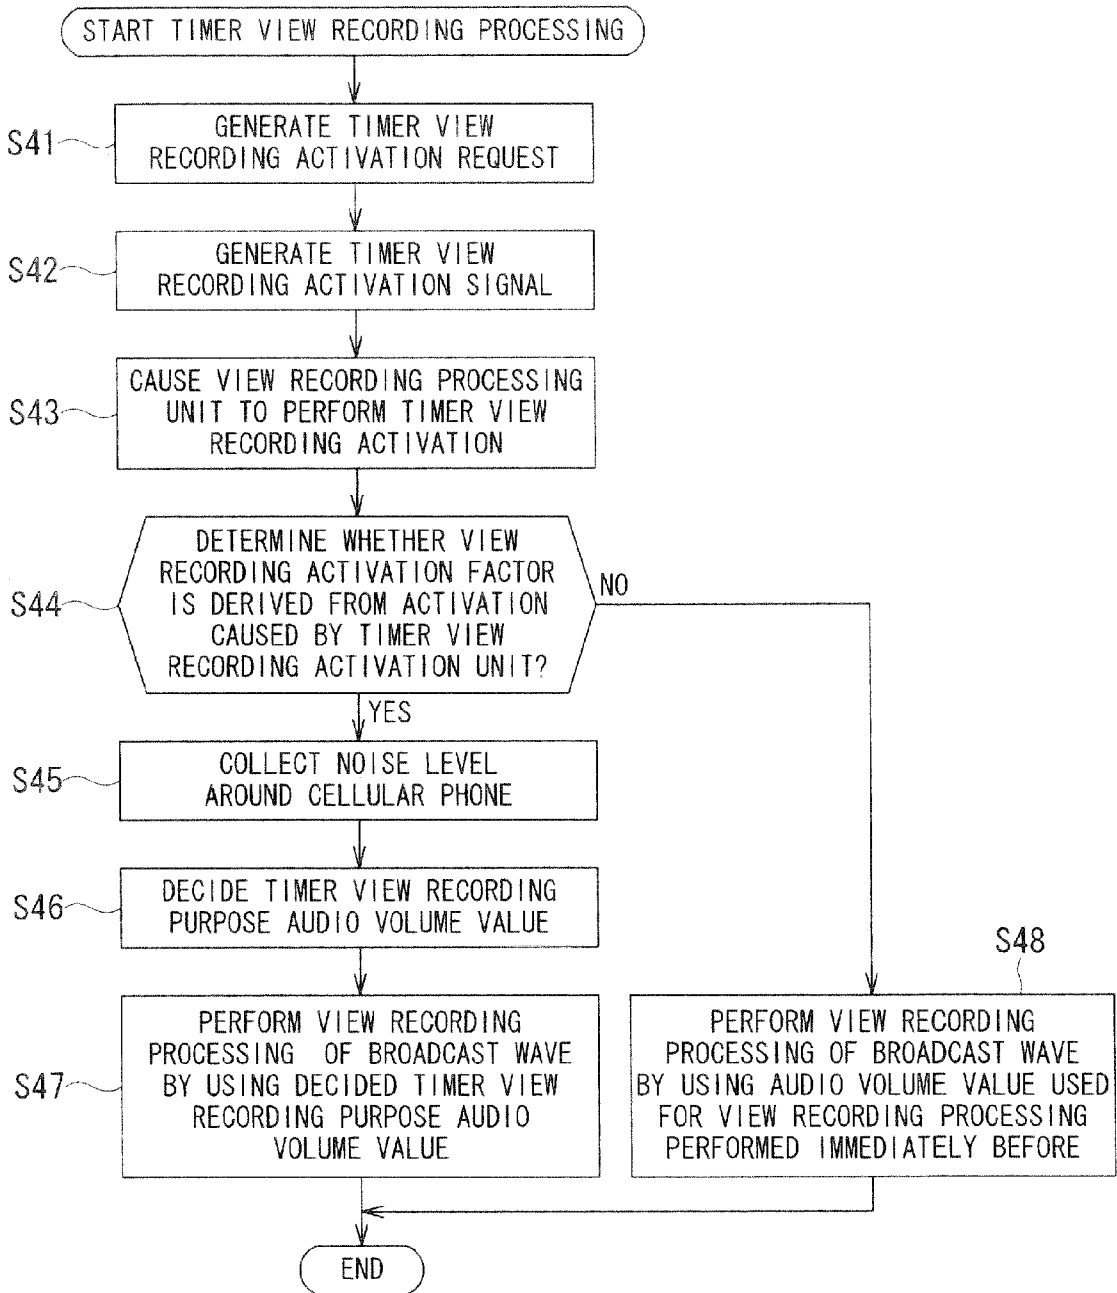 START TIMER VIEW RECORDING PROCESSING
S41
GENERATE TIMER VIEW
RECORDING ACTIVATION REQUEST
S42
GENERATE TIMER VIEW
RECORDING ACTIVATION SIGNAL
S43
CAUSE VIEW RECORDING PROCESSING
UNIT TO PERFORM TIMER VIEW
RECORDING ACTIVATION
S44
DETERMINE WHETHER VIEW
RECORDING ACTIVATION FACTOR
IS DERIVED FROM ACTIVATION
CAUSED BY TIMER VIEW
RECORDING ACTIVATION UNIT?
NO
YES
S45
COLLECT NOISE LEVEL
AROUND CELLULAR PHONE
S46
DECIDE TIMER VIEW RECORDING
PURPOSE AUDIO VOLUME VALUE
S47
PERFORM VIEW RECORDING
PROCESSING OF BROADCAST WAVE
BY USING DECIDED TIMER VIEW
RECORDING PURPOSE AUDIO
VOLUME VALUE
S48
PERFORM VIEW RECORDING
PROCESSING OF BROADCAST WAVE
BY USING AUDIO VOLUME VALUE USED
FOR VIEW RECORDING PROCESSING
PERFORMED IMMEDIATELY BEFORE
END